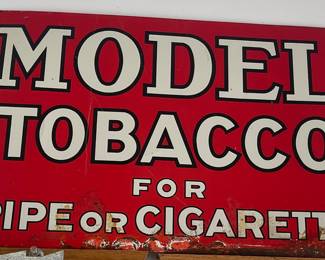 MODEL
TOBACCO
FOR
PIPE OR CIGARETT